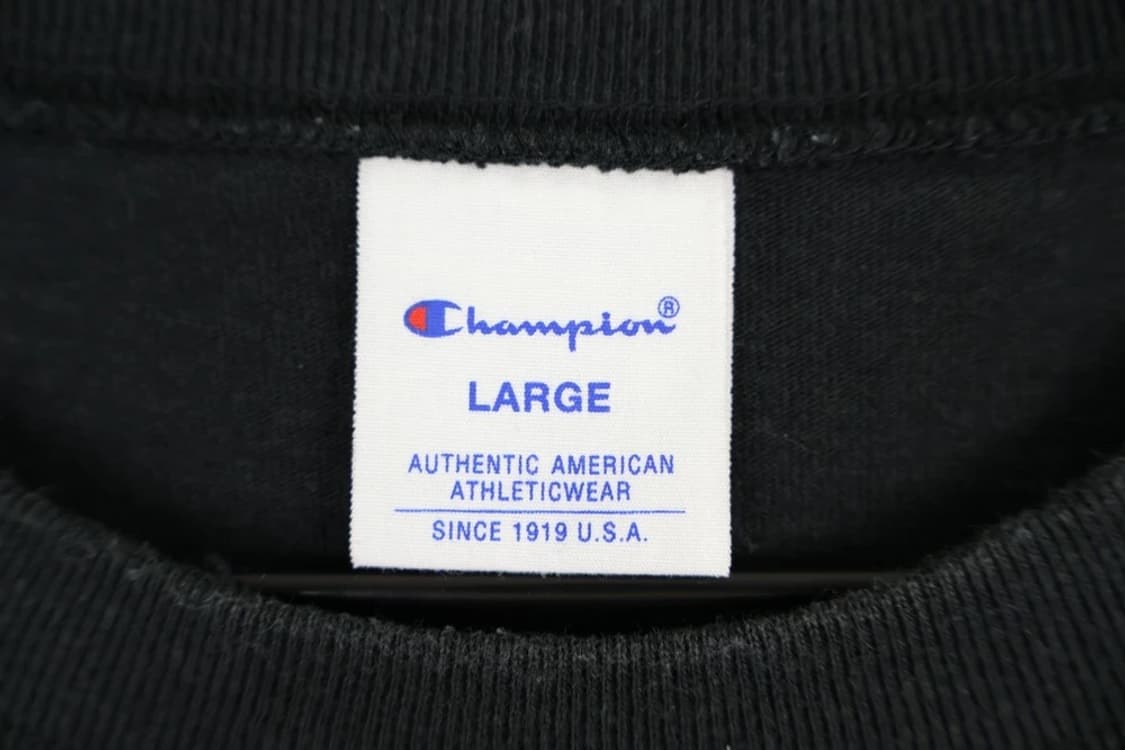 Champion®
LARGE
AUTHENTIC AMERICAN
ATHLETICWEAR
SINCE 1919 U.S.A.